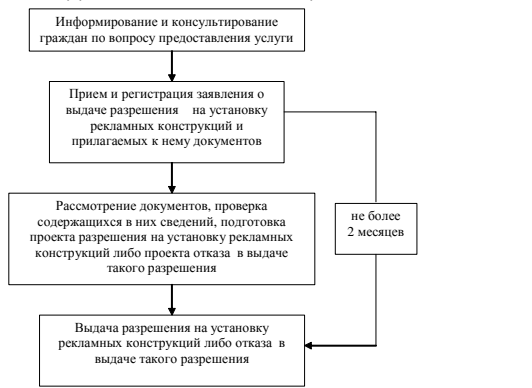 Информирование и консультирование
граждан по вопросу предоставления услуги
Прием и регистрация заявления о
выдаче разрешения на установку
рекламных конструкций и
прилагаемых к нему документов
Рассмотрение документов, проверка
содержащихся в них сведений, подготовка
проекта разрешения на установку рекламных
конструкций либо проекта отказа в выдаче
такого разрешения
не более
2 месяцев
Выдача разрешения на установку
рекламных конструкций либо отказа в
выдаче такого разрешения